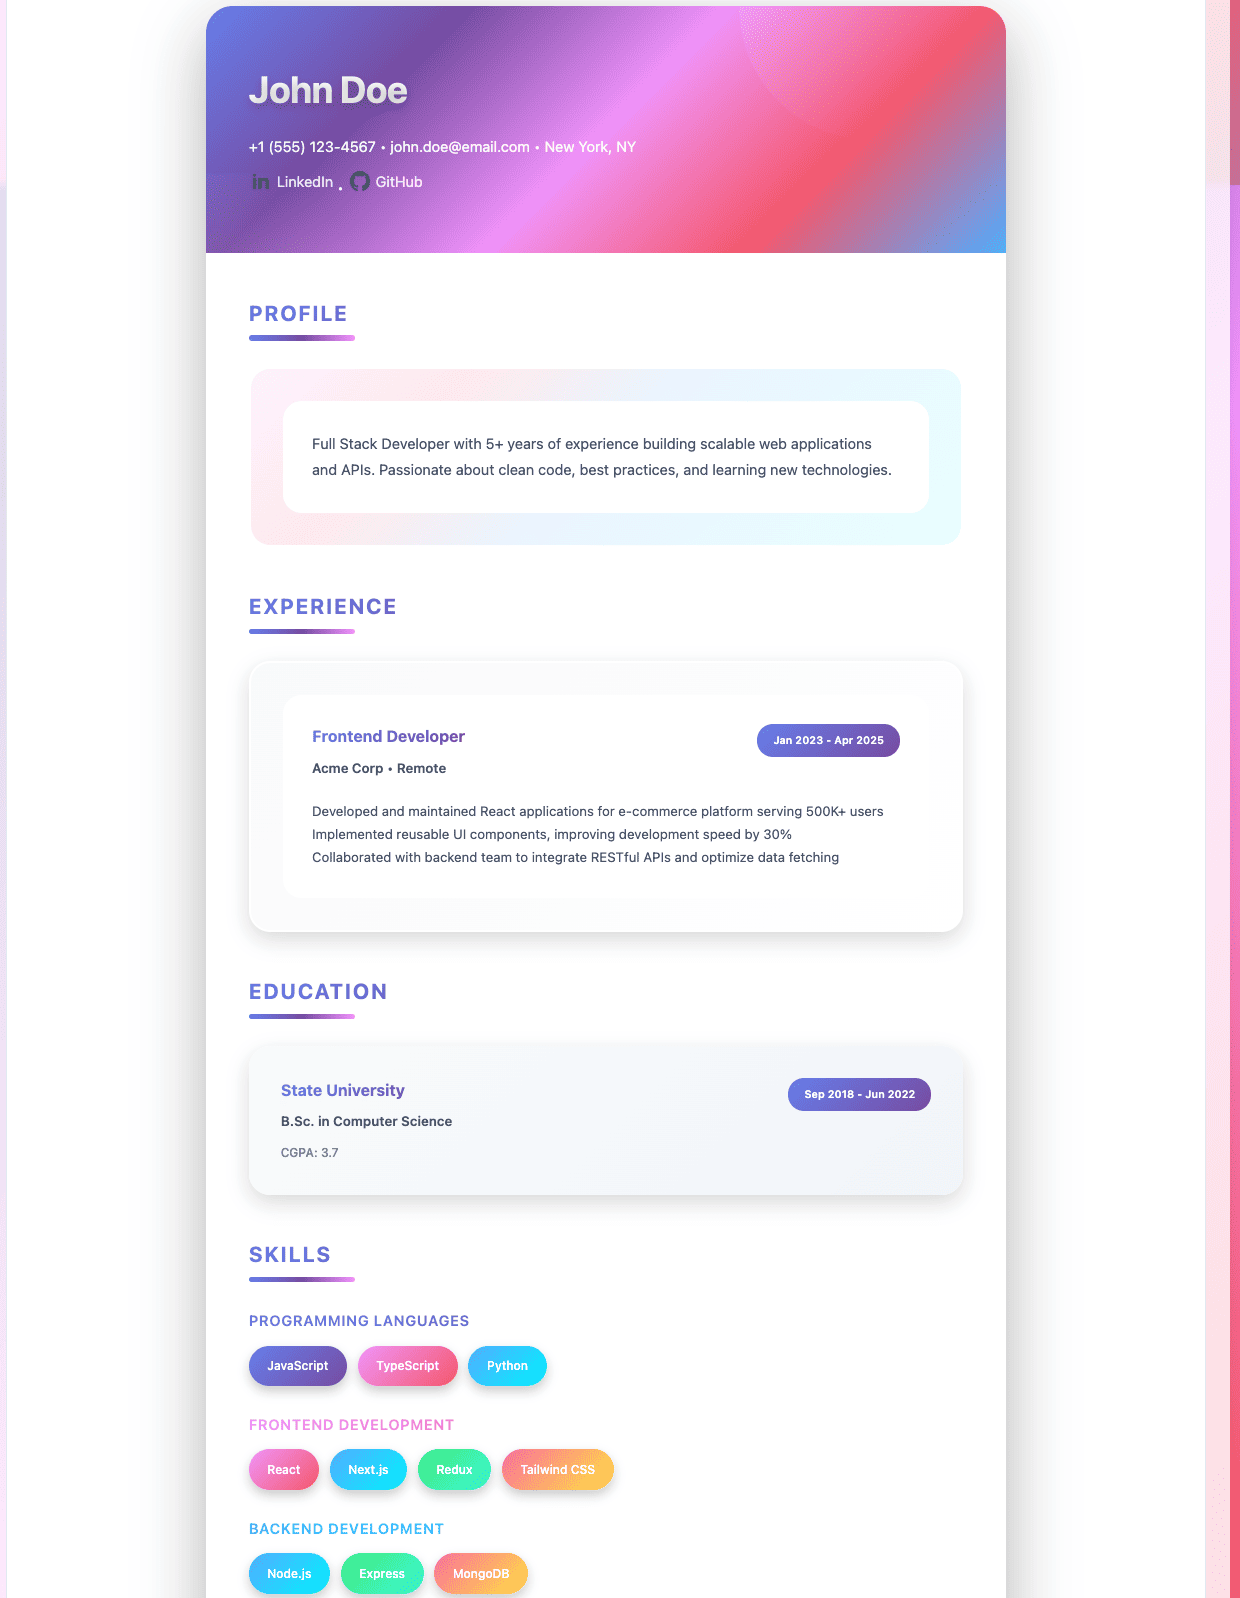 John Doe
+1 (555) 123-4567 • john.doe@email.com • New York, NY
LinkedIn • GitHub
PROFILE
Full Stack Developer with 5+ years of experience building scalable web applications
and APIs. Passionate about clean code, best practices, and learning new technologies.
EXPERIENCE
Frontend Developer
Jan 2023 - Apr 2025
Acme Corp • Remote
Developed and maintained React applications for e-commerce platform serving 500K+ users
Implemented reusable UI components, improving development speed by 30%
Collaborated with backend team to integrate RESTful APIs and optimize data fetching
EDUCATION
State University
Sep 2018 - Jun 2022
B.Sc. in Computer Science
CGPA: 3.7
SKILLS
PROGRAMMING LANGUAGES
JavaScript TypeScript Python
FRONTEND DEVELOPMENT
React Next.js Redux Tailwind CSS
BACKEND DEVELOPMENT
Node.js Express MongoDB